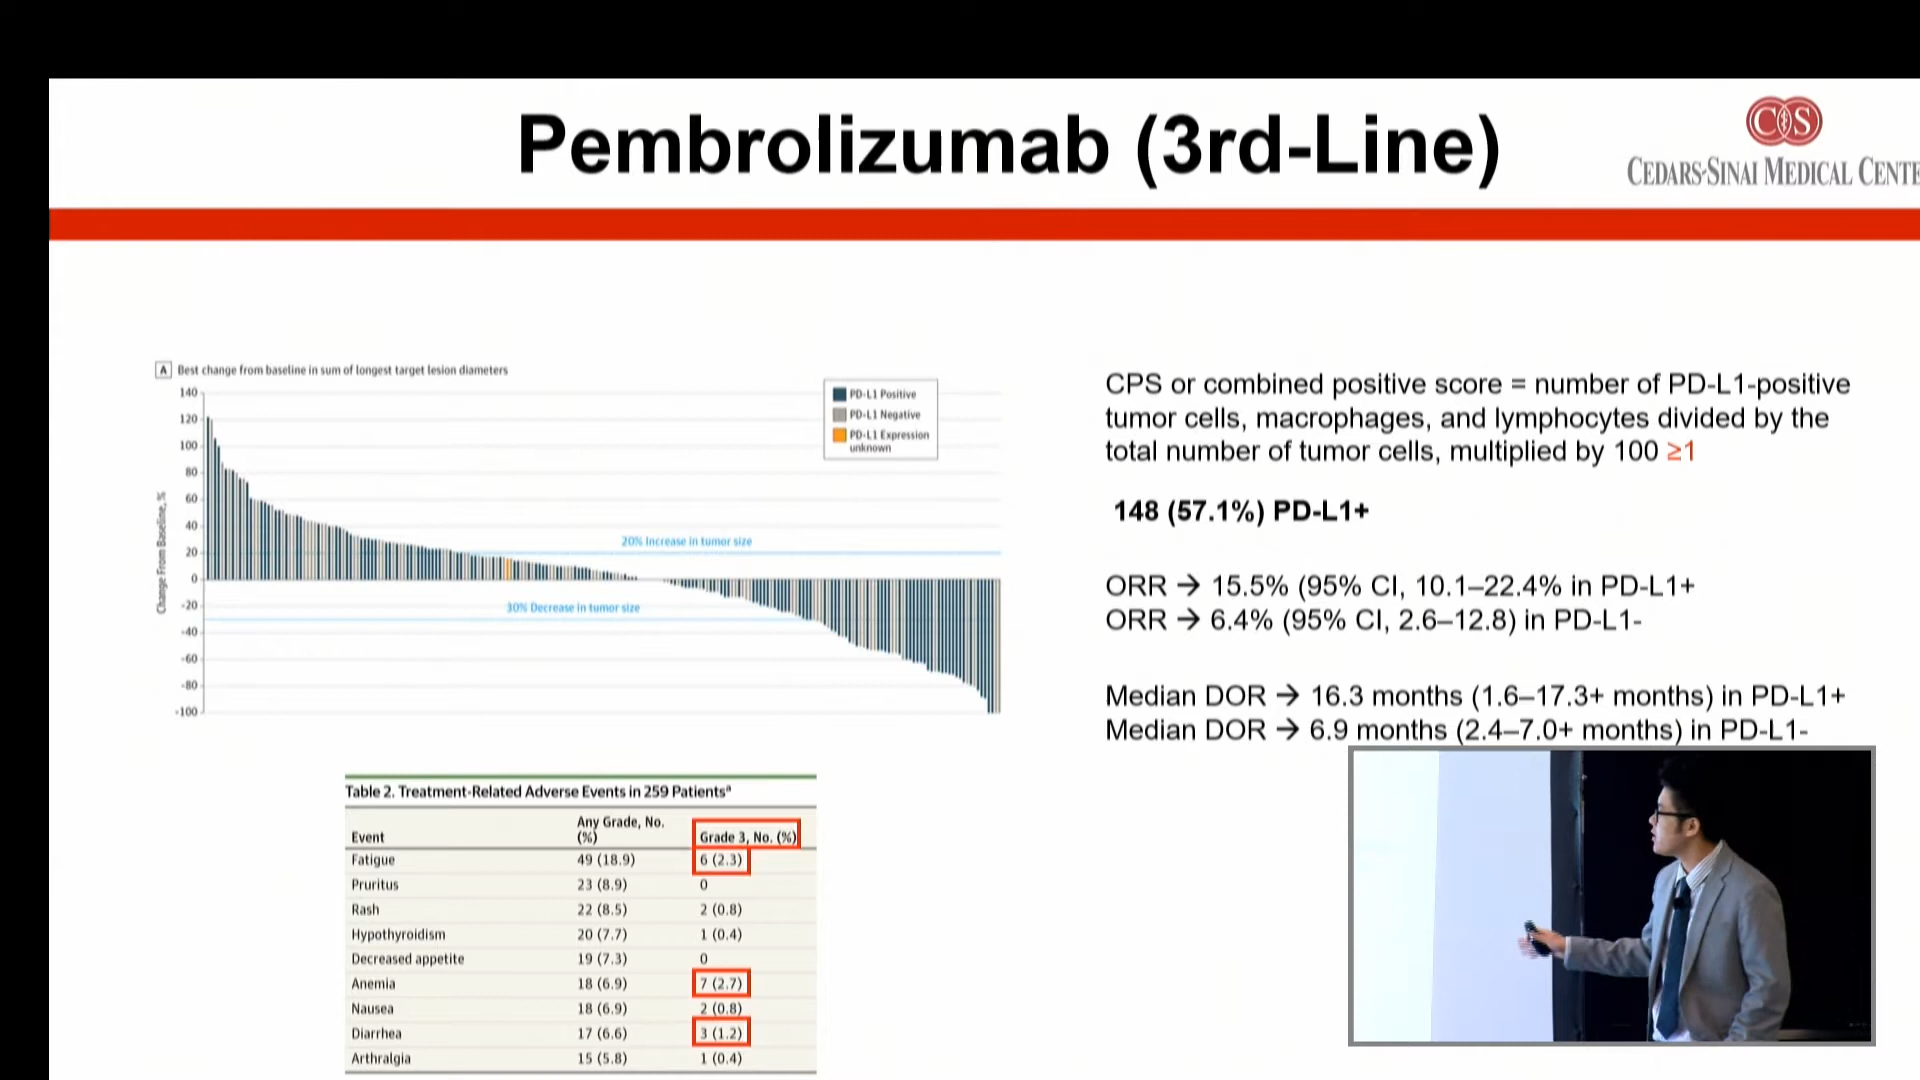 Pembrolizumab (3rd-Line)
CS
CEDARS-SINAI MEDICAL CENTE
A Best change from baseline in sum of longest target lesion diameters
PD-L1 Positive
PD-L1 Negative
PD-L1 Expression
unknown
Change From Baseline, %
140
120
100
80
60
40
20
0
-20
-40
-60
-80
-100
20% Increase in tumor size
30% Decrease in tumor size
CPS or combined positive score = number of PD-L1-positive
tumor cells, macrophages, and lymphocytes divided by the
total number of tumor cells, multiplied by 100 ≥1
148 (57.1%) PD-L1+
ORR → 15.5% (95% CI, 10.1–22.4% in PD-L1+
ORR → 6.4% (95% CI, 2.6–12.8) in PD-L1-
Median DOR → 16.3 months (1.6–17.3+ months) in PD-L1+
Median DOR → 6.9 months (2.4–7.0+ months) in PD-L1-
Table 2. Treatment-Related Adverse Events in 259 Patientsᵃ
Any Grade, No.
Event (%) Grade 3, No. (%)
Fatigue 49 (18.9) 6 (2.3)
Pruritus 23 (8.9) 0
Rash 22 (8.5) 2 (0.8)
Hypothyroidism 20 (7.7) 1 (0.4)
Decreased appetite 19 (7.3) 0
Anemia 18 (6.9) 7 (2.7)
Nausea 18 (6.9) 2 (0.8)
Diarrhea 17 (6.6) 3 (1.2)
Arthralgia 15 (5.8) 1 (0.4)